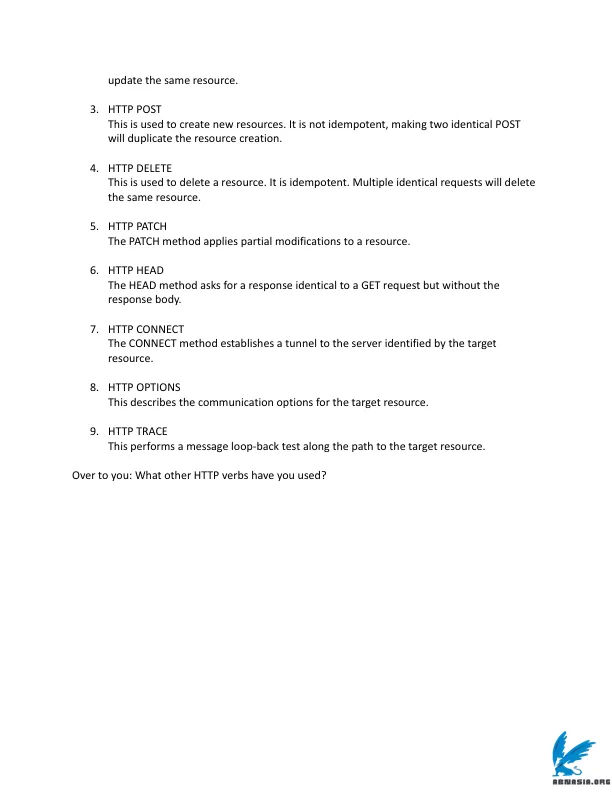 update the same resource.
3. HTTP POST
This is used to create new resources. It is not idempotent, making two identical POST
will duplicate the resource creation.
4. HTTP DELETE
This is used to delete a resource. It is idempotent. Multiple identical requests will delete
the same resource.
5. HTTP PATCH
The PATCH method applies partial modifications to a resource.
6. HTTP HEAD
The HEAD method asks for a response identical to a GET request but without the
response body.
7. HTTP CONNECT
The CONNECT method establishes a tunnel to the server identified by the target
resource.
8. HTTP OPTIONS
This describes the communication options for the target resource.
9. HTTP TRACE
This performs a message loop-back test along the path to the target resource.
Over to you: What other HTTP verbs have you used?
ABNASIA.ORG